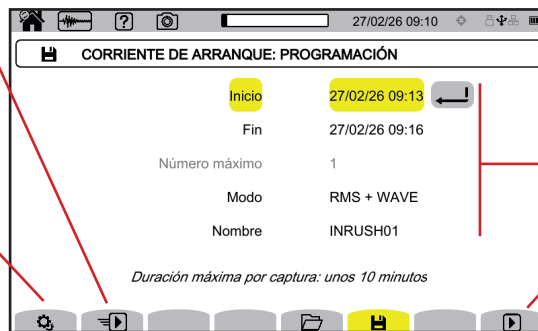 27/02/26 09:10
CORRIENTE DE ARRANQUE: PROGRAMACIÓN
Inicio 27/02/26 09:13
Fin 27/02/26 09:16
Número máximo 1
Modo RMS + WAVE
Nombre INRUSH01
Duración máxima por captura: unos 10 minutos